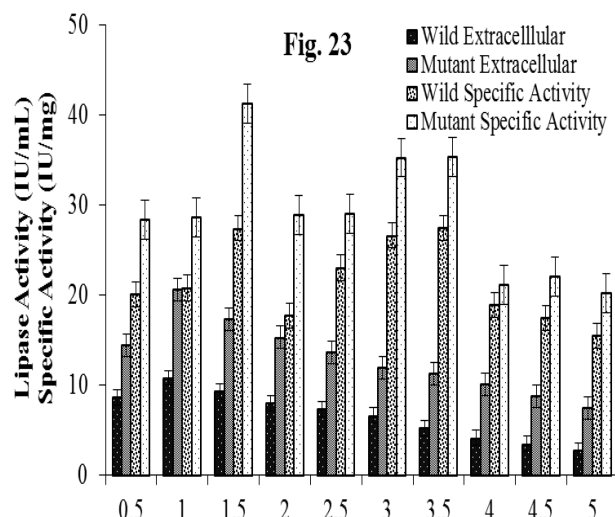 Fig. 23
Wild Extracelllular
Mutant Extracellular
Wild Specific Activity
Mutant Specific Activity
Lipase Activity (IU/mL)
Specific Activity (IU/mg)
50
40
30
20
10
0
0.5 1 1.5 2 2.5 3 3.5 4 4.5 5